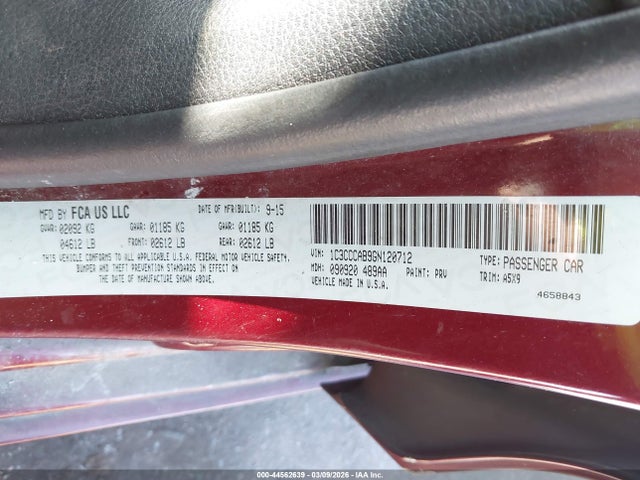 MFD BY FCA US LLC DATE OF MFR(BUILT): 9-15
GVWR: 02092 KG GAWR: 01185 KG GAWR: 01185 KG
04612 LB FRONT: 02612 LB REAR: 02612 LB
THIS VEHICLE CONFORMS TO ALL APPLICABLE U.S.A. FEDERAL MOTOR VEHICLE SAFETY,
BUMPER AND THEFT PREVENTION STANDARDS IN EFFECT ON
THE DATE OF MANUFACTURE SHOWN ABOVE.
VIN: 1C3CCCAB9GN120712 TYPE: PASSENGER CAR
MDH: 090920 489AA PAINT: PRV TRIM: A5X9
VEHICLE MADE IN U.S.A.
4658843
000-44562639 | 03/09/2026 | IAA Inc.